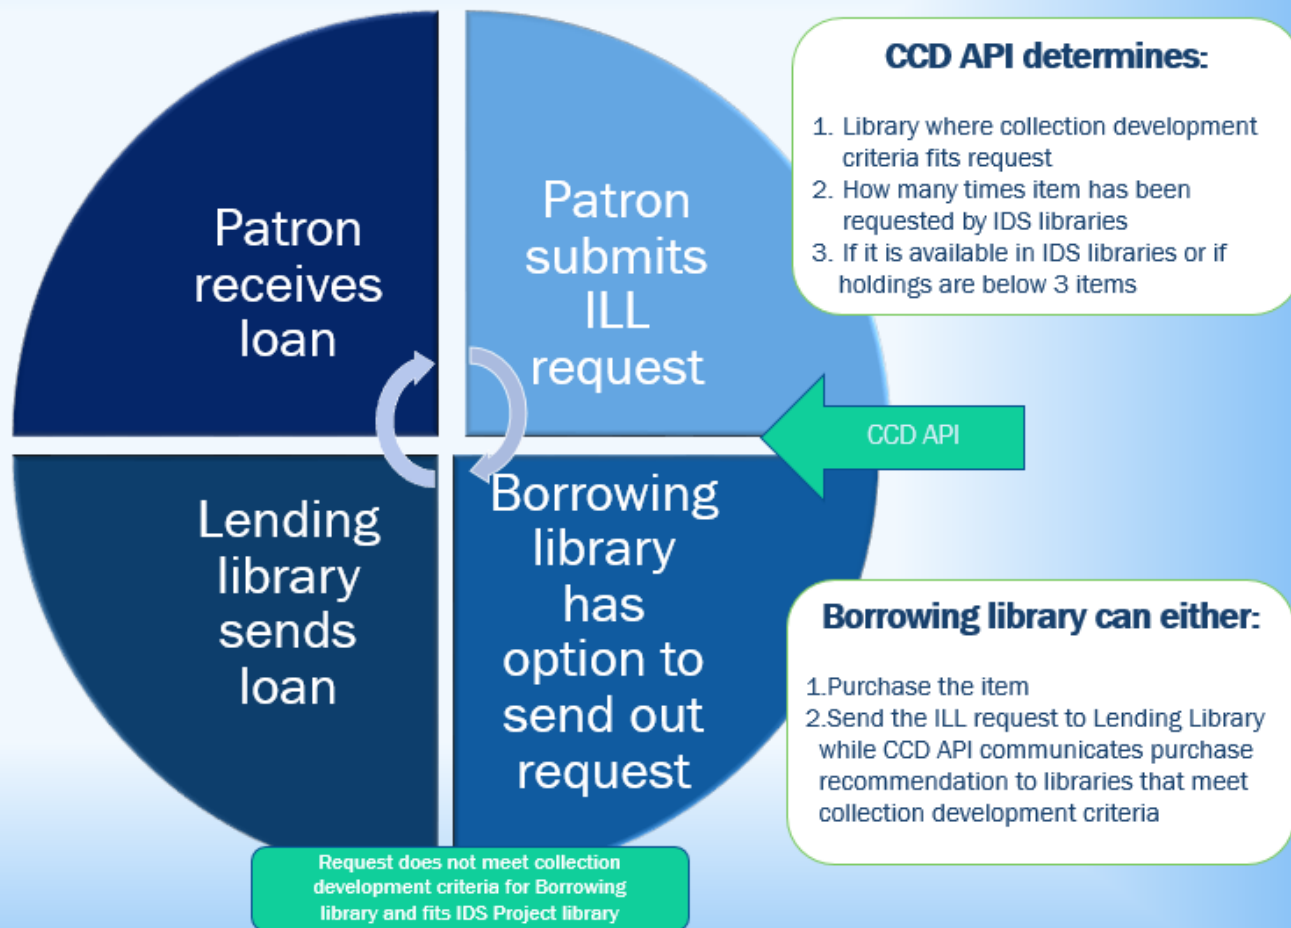 Patron
receives
loan
Patron
submits
ILL
request
CCD API determines:
1. Library where collection development
criteria fits request
2. How many times item has been
requested by IDS libraries
3. If it is available in IDS libraries or if
holdings are below 3 items
CCD API
Lending
library
sends
loan
Borrowing
library
has
option to
send out
request
Borrowing library can either:
1.Purchase the item
2.Send the ILL request to Lending Library
while CCD API communicates purchase
recommendation to libraries that meet
collection development criteria
Request does not meet collection
development criteria for Borrowing
library and fits IDS Project library